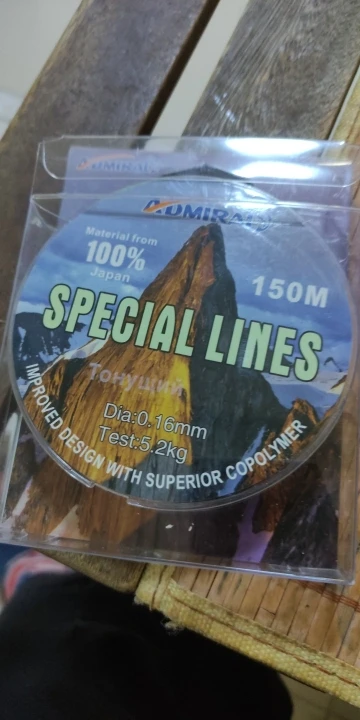 ADMIRAL
ADMIRAL
Material from
100%
Japan
150M
SPECIAL LINES
Тонущий
Dia:0.16mm
Test:5.2kg
IMPROVED DESIGN WITH SUPERIOR COPOLYMER